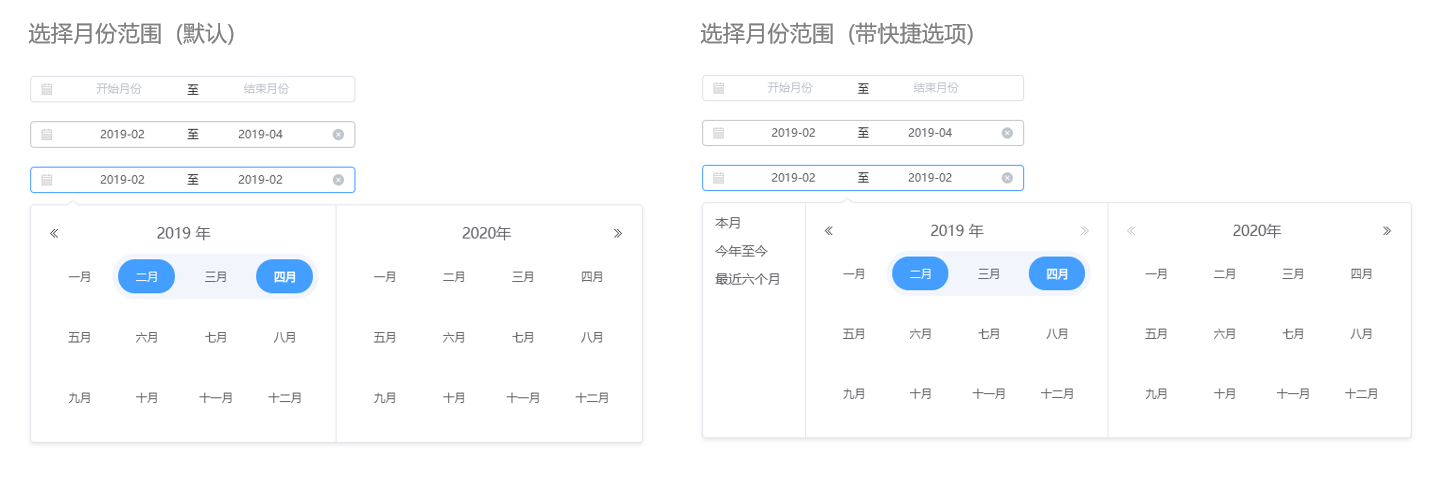 选择月份范围（默认）
开始月份 至 结束月份
2019-02 至 2019-04
2019-02 至 2019-02
2019 年 2020年
一月 二月 三月 四月 一月 二月 三月 四月
五月 六月 七月 八月 五月 六月 七月 八月
九月 十月 十一月 十二月 九月 十月 十一月 十二月
选择月份范围（带快捷选项）
开始月份 至 结束月份
2019-02 至 2019-04
2019-02 至 2019-02
本月
今年至今
最近六个月
2019 年 2020年
一月 二月 三月 四月 一月 二月 三月 四月
五月 六月 七月 八月 五月 六月 七月 八月
九月 十月 十一月 十二月 九月 十月 十一月 十二月